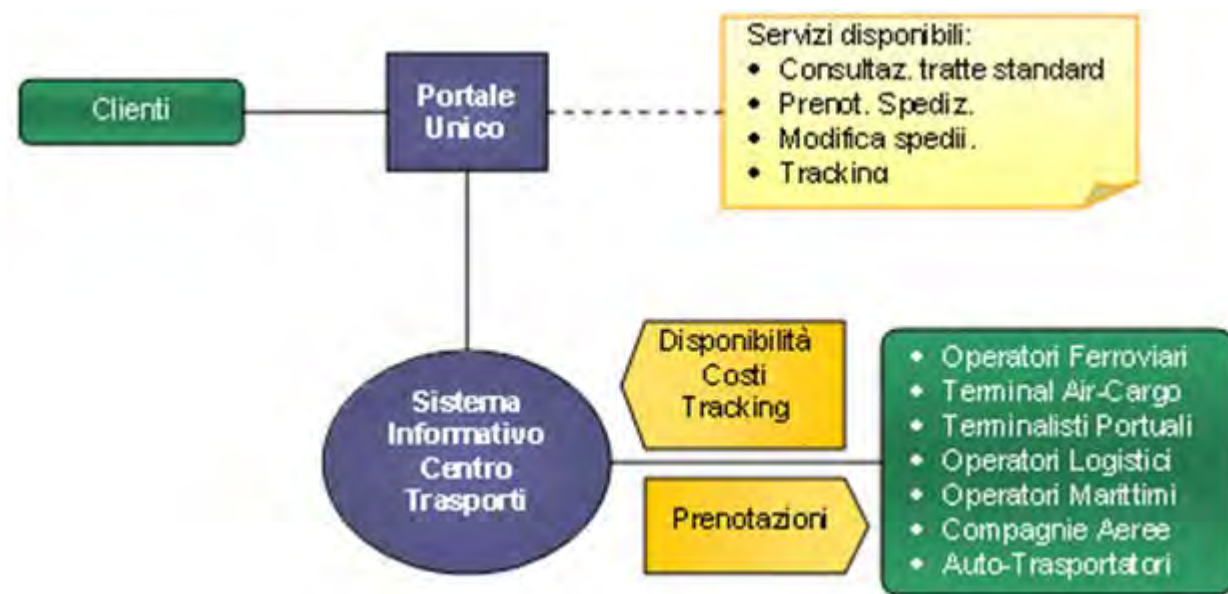 Clienti
Portale
Unico
Servizi disponibili:
• Consultaz. tratte standard
• Prenot. Spediz.
• Modifica spedii.
• Tracking
Sistema
Informativo
Centro
Trasporti
Disponibilità
Costi
Tracking
Prenotazioni
• Operatori Ferroviari
• Terminal Air-Cargo
• Terminalisti Portuali
• Operatori Logistici
• Operatori Marittimi
• Compagnie Aeree
• Auto-Trasportatori